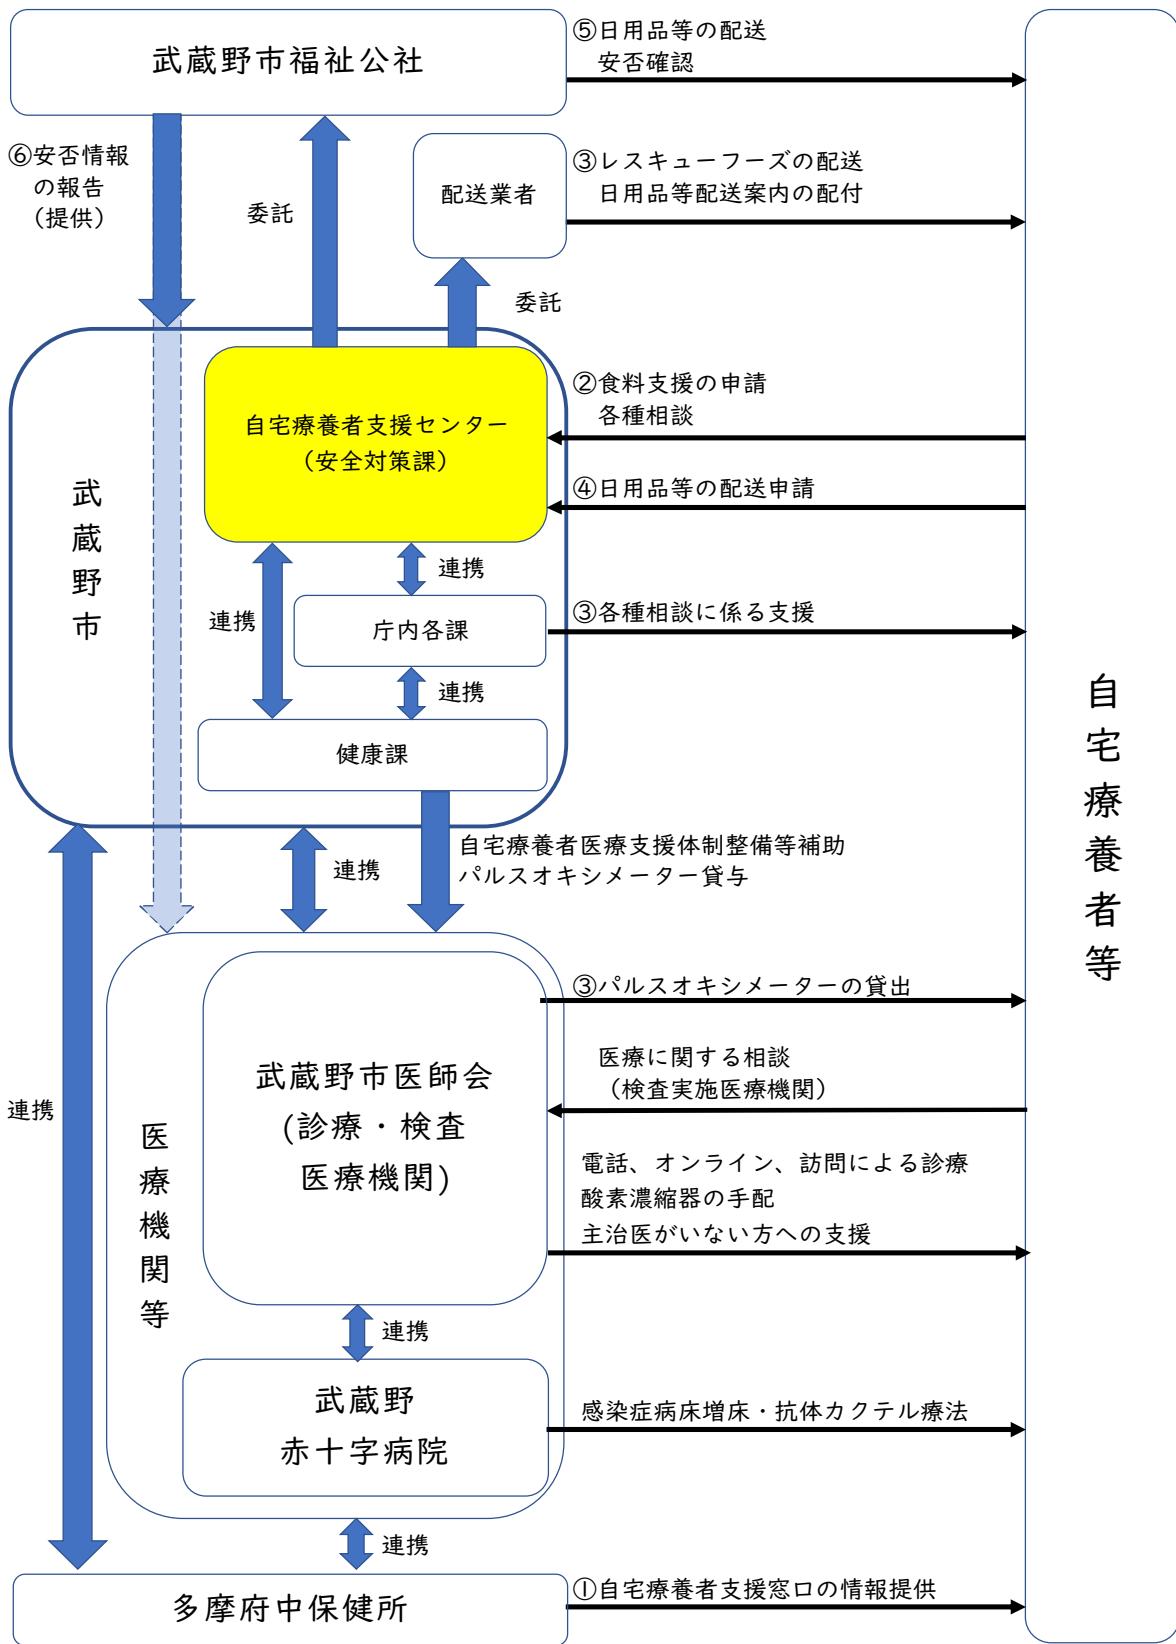 武蔵野市福祉公社
⑤日用品等の配送
安否確認
⑥安否情報
の報告
(提供)
委託
配送業者
③レスキューフーズの配送
日用品等配送案内の配付
委託
自宅療養者支援センター
(安全対策課)
②食料支援の申請
各種相談
④日用品等の配送申請
武蔵野市
連携
連携
庁内各課
③各種相談に係る支援
連携
健康課
自宅療養者等
連携
自宅療養者医療支援体制整備等補助
パルスオキシメーター貸与
③パルスオキシメーターの貸出
武蔵野市医師会
(診療・検査
医療機関)
医療に関する相談
(検査実施医療機関)
連携
医療機関等
電話、オンライン、訪問による診療
酸素濃縮器の手配
主治医がいない方への支援
連携
武蔵野
赤十字病院
感染症病床増床・抗体カクテル療法
連携
多摩府中保健所
①自宅療養者支援窓口の情報提供